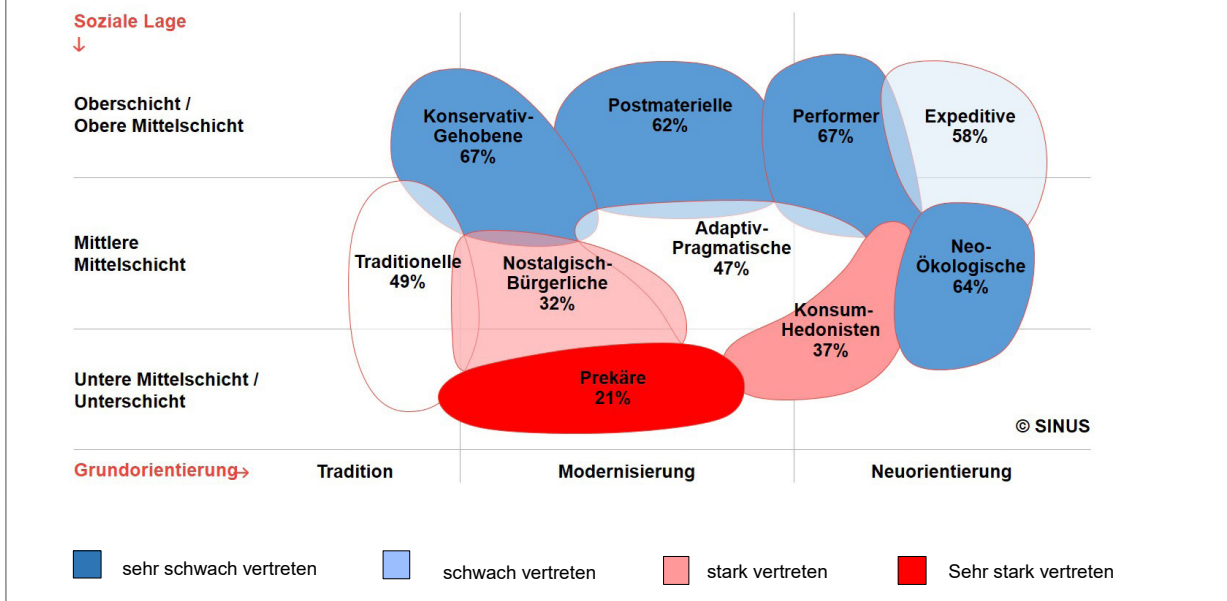 Soziale Lage
↓
Oberschicht /
Obere Mittelschicht
Konservativ-
Gehobene
67%
Postmaterielle
62%
Performer
67%
Expeditive
58%
Mittlere
Mittelschicht
Traditionelle
49%
Nostalgisch-
Bürgerliche
32%
Adaptiv-
Pragmatische
47%
Neo-
Ökologische
64%
Konsum-
Hedonisten
37%
Untere Mittelschicht /
Unterschicht
Prekäre
21%
© SINUS
Grundorientierung→
Tradition
Modernisierung
Neuorientierung
sehr schwach vertreten
schwach vertreten
stark vertreten
Sehr stark vertreten